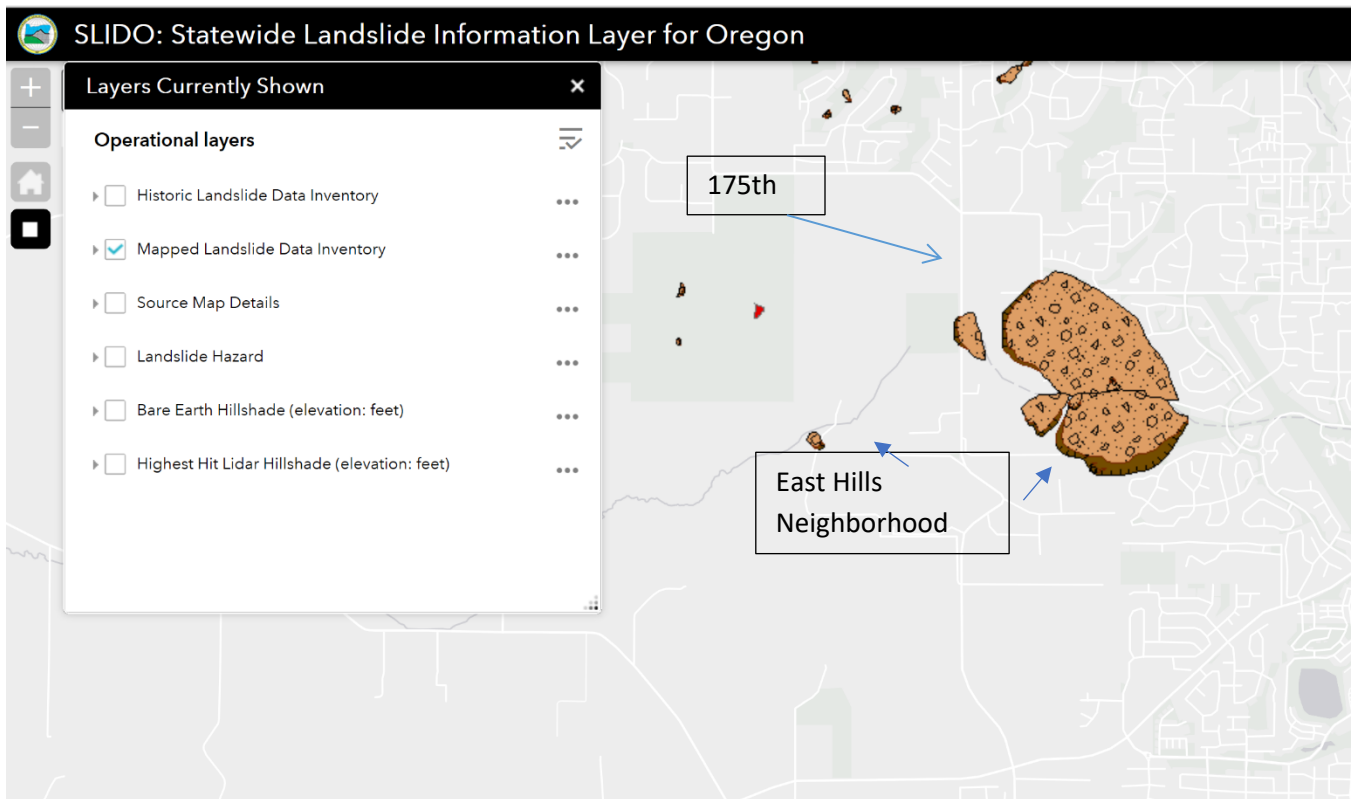 SLIDO: Statewide Landslide Information Layer for Oregon
Layers Currently Shown
Operational layers
Historic Landslide Data Inventory
Mapped Landslide Data Inventory
Source Map Details
Landslide Hazard
Bare Earth Hillshade (elevation: feet)
Highest Hit Lidar Hillshade (elevation: feet)
175th
East Hills
Neighborhood